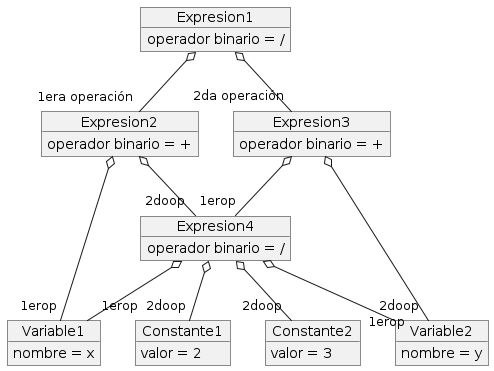 Expresion1
operador binario = /
1era operación
2da operación
Expresion2
operador binario = +
Expresion3
operador binario = +
2doop
1erop
Expresion4
operador binario = /
1erop
1erop
2doop
2doop
2doop
1erop
Variable1
nombre = x
Constante1
valor = 2
Constante2
valor = 3
Variable2
nombre = y